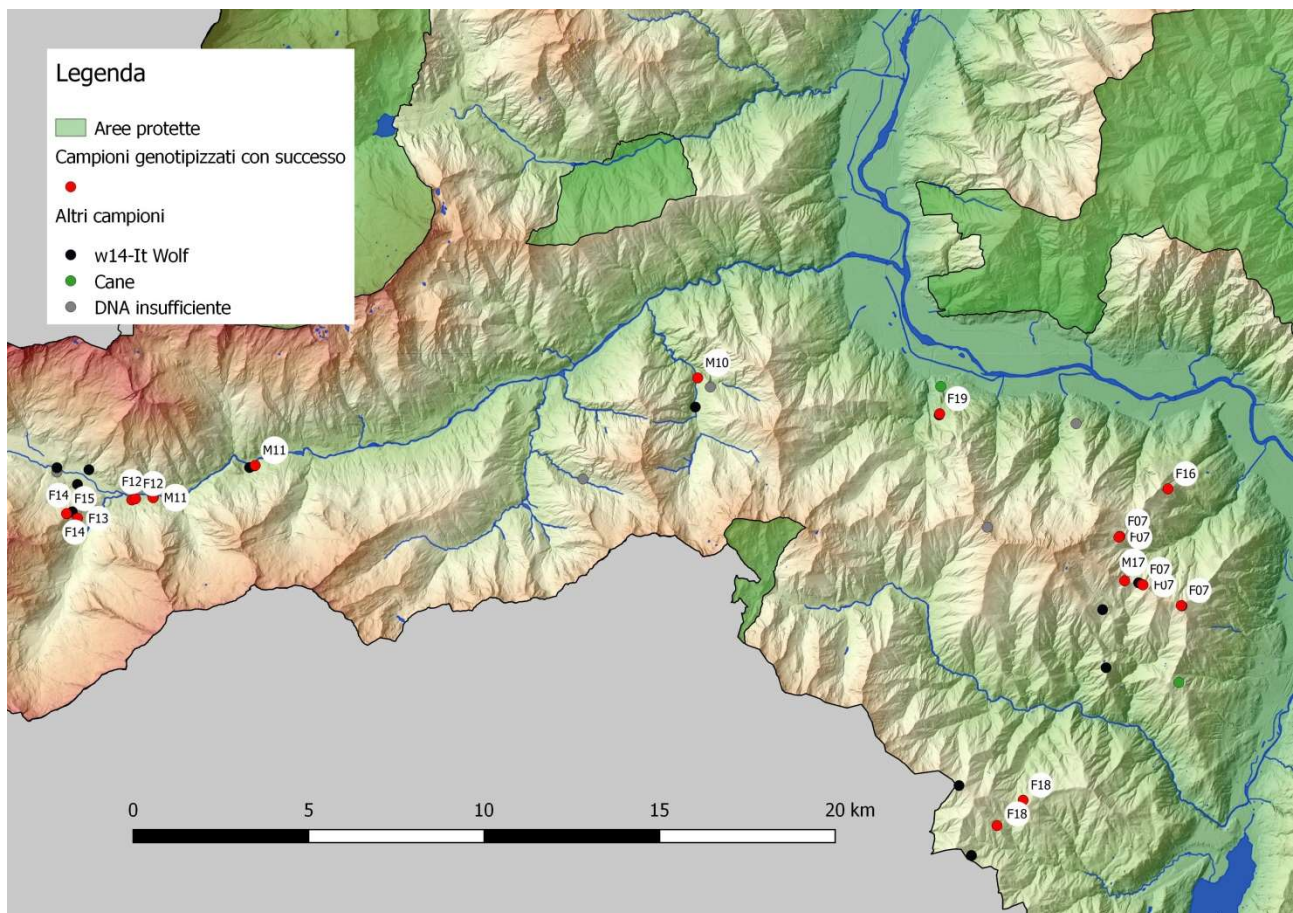 Legenda
Aree protette
Campioni genotipizzati con successo
Altri campioni
w14-It Wolf
Cane
DNA insufficiente
M10
F19
M11
F16
F12 F12
M11
F14
F15
F13
F14
F07
F07
M17
F07
F07
F07
F18
F18
0 5 10 15 20 km